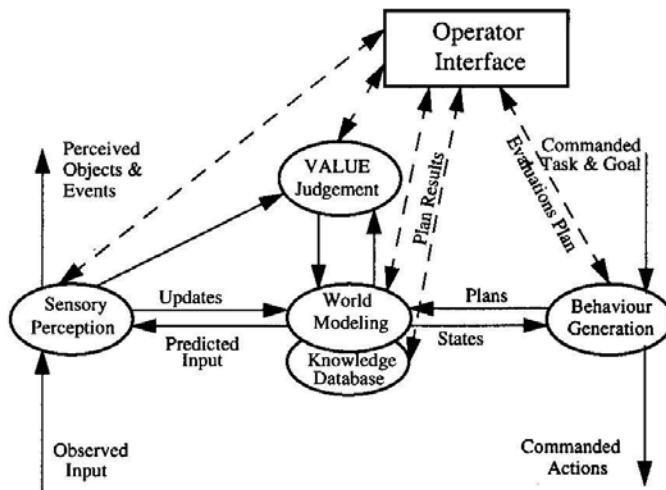 Operator
Interface
Perceived
Objects &
Events
VALUE
Judgement
Plan Results
Evaluations Plan
Commanded
Task & Goal
Sensory
Perception
Updates
Predicted
Input
World
Modeling
Knowledge
Database
Plans
States
Behaviour
Generation
Observed
Input
Commanded
Actions